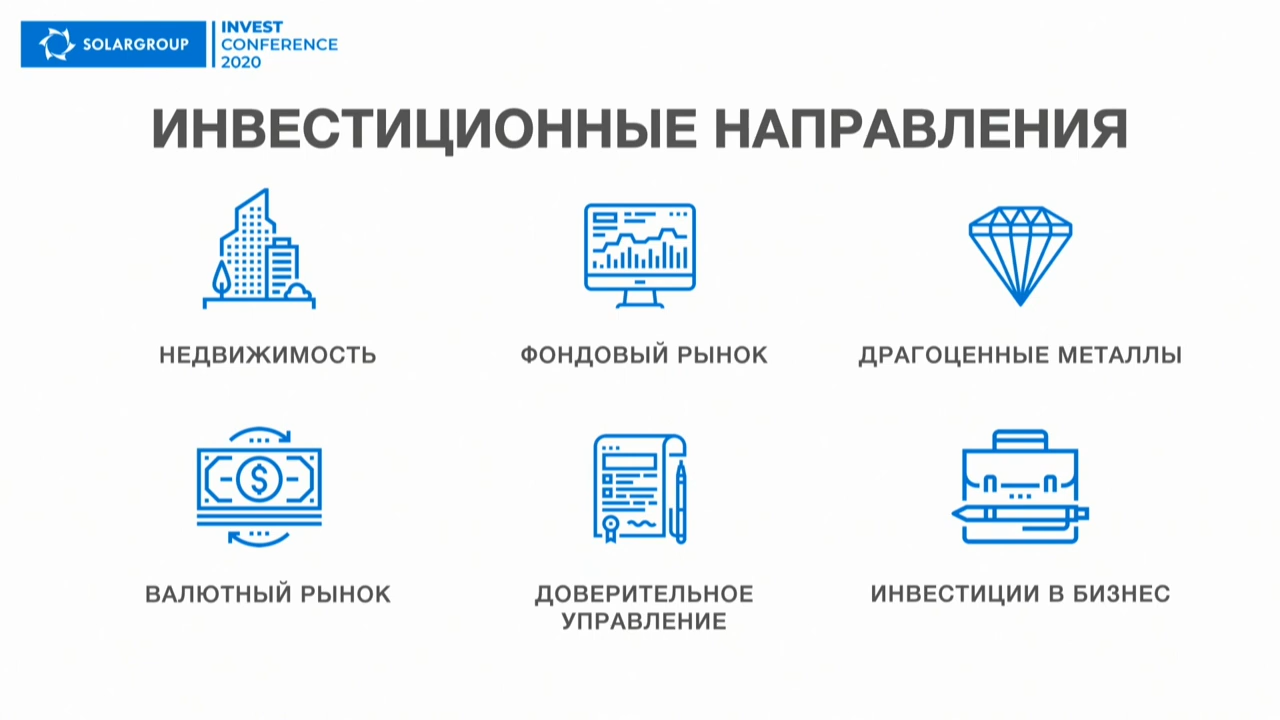 SOLARGROUP
INVEST
CONFERENCE
2020
ИНВЕСТИЦИОННЫЕ НАПРАВЛЕНИЯ
НЕДВИЖИМОСТЬ
ФОНДОВЫЙ РЫНОК
ДРАГОЦЕННЫЕ МЕТАЛЛЫ
$
ВАЛЮТНЫЙ РЫНОК
ДОВЕРИТЕЛЬНОЕ
УПРАВЛЕНИЕ
ИНВЕСТИЦИИ В БИЗНЕС